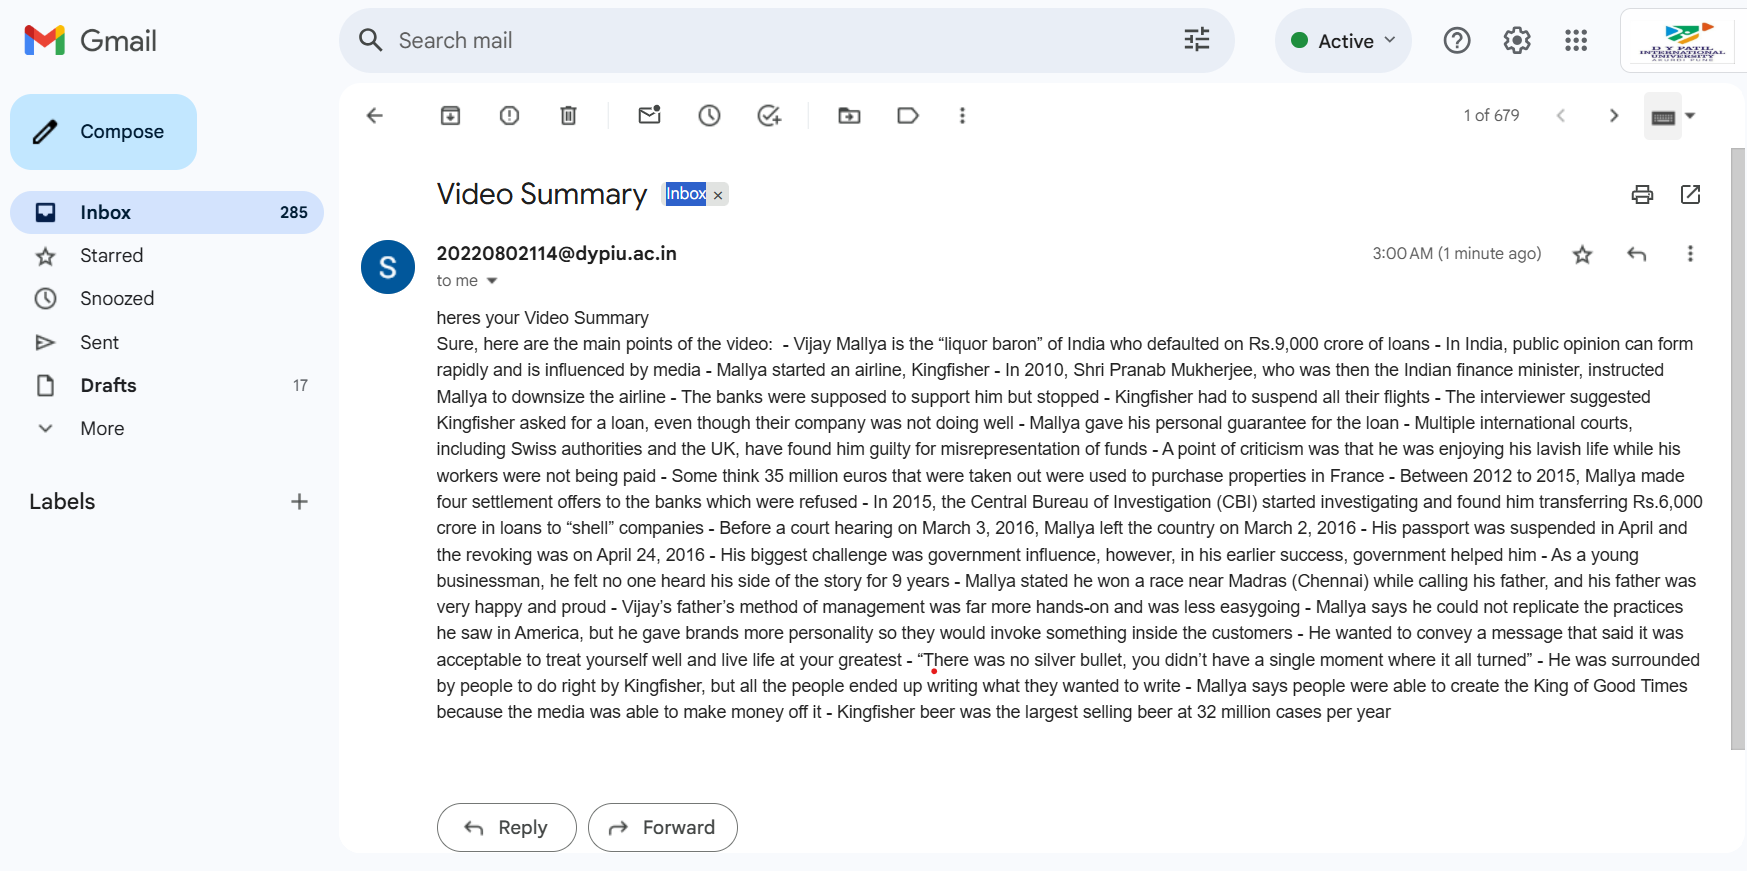 Gmail
Search mail
Active
D Y PATIL
INTERNATIONAL
UNIVERSITY
AKURDI PUNE
Compose
1 of 679
Inbox 285
Starred
Snoozed
Sent
Drafts 17
More
Labels
Video Summary Inbox ×
S
20220802114@dypiu.ac.in
3:00 AM (1 minute ago)
to me
heres your Video Summary
Sure, here are the main points of the video:  - Vijay Mallya is the “liquor baron” of India who defaulted on Rs.9,000 crore of loans - In India, public opinion can form
rapidly and is influenced by media - Mallya started an airline, Kingfisher - In 2010, Shri Pranab Mukherjee, who was then the Indian finance minister, instructed
Mallya to downsize the airline - The banks were supposed to support him but stopped - Kingfisher had to suspend all their flights - The interviewer suggested
Kingfisher asked for a loan, even though their company was not doing well - Mallya gave his personal guarantee for the loan - Multiple international courts,
including Swiss authorities and the UK, have found him guilty for misrepresentation of funds - A point of criticism was that he was enjoying his lavish life while his
workers were not being paid - Some think 35 million euros that were taken out were used to purchase properties in France - Between 2012 to 2015, Mallya made
four settlement offers to the banks which were refused - In 2015, the Central Bureau of Investigation (CBI) started investigating and found him transferring Rs.6,000
crore in loans to “shell” companies - Before a court hearing on March 3, 2016, Mallya left the country on March 2, 2016 - His passport was suspended in April and
the revoking was on April 24, 2016 - His biggest challenge was government influence, however, in his earlier success, government helped him - As a young
businessman, he felt no one heard his side of the story for 9 years - Mallya stated he won a race near Madras (Chennai) while calling his father, and his father was
very happy and proud - Vijay’s father’s method of management was far more hands-on and was less easygoing - Mallya says he could not replicate the practices
he saw in America, but he gave brands more personality so they would invoke something inside the customers - He wanted to convey a message that said it was
acceptable to treat yourself well and live life at your greatest - “There was no silver bullet, you didn’t have a single moment where it all turned” - He was surrounded
by people to do right by Kingfisher, but all the people ended up writing what they wanted to write - Mallya says people were able to create the King of Good Times
because the media was able to make money off it - Kingfisher beer was the largest selling beer at 32 million cases per year
Reply
Forward